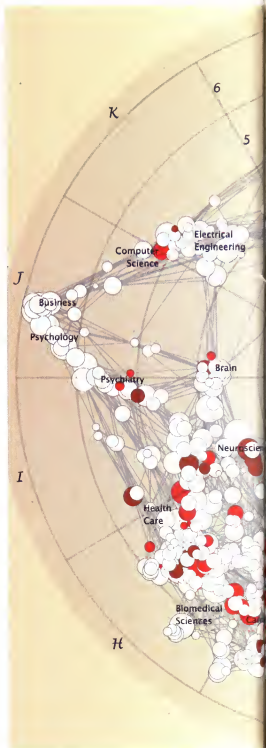 6
K
5
Electrical
Engineering
Computer
Science
J
Business
Psychology
Brain
Psychiatry
I
Health
Care
Biomedical
Sciences
H